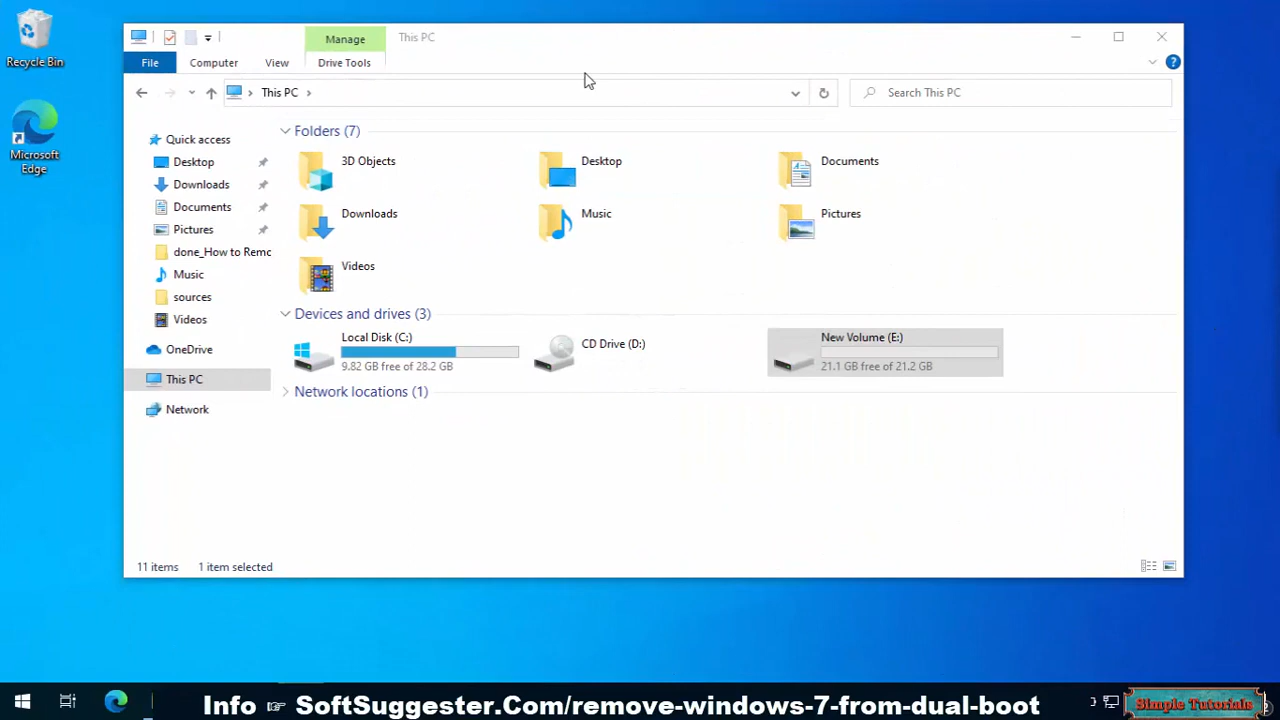 Recycle Bin
Microsoft
Edge
Manage
This PC
File
Computer
View
Drive Tools
This PC
Search This PC
Quick access
Desktop
Downloads
Documents
Pictures
done_How to Remo
Music
sources
Videos
OneDrive
This PC
Network
Folders (7)
3D Objects
Desktop
Documents
Downloads
Music
Pictures
Videos
Devices and drives (3)
Local Disk (C:)
9.82 GB free of 28.2 GB
CD Drive (D:)
New Volume (E:)
21.1 GB free of 21.2 GB
Network locations (1)
11 items
1 item selected
Info ☞ SoftSuggester.Com/remove-windows-7-from-dual-boot
Simple Tutorials